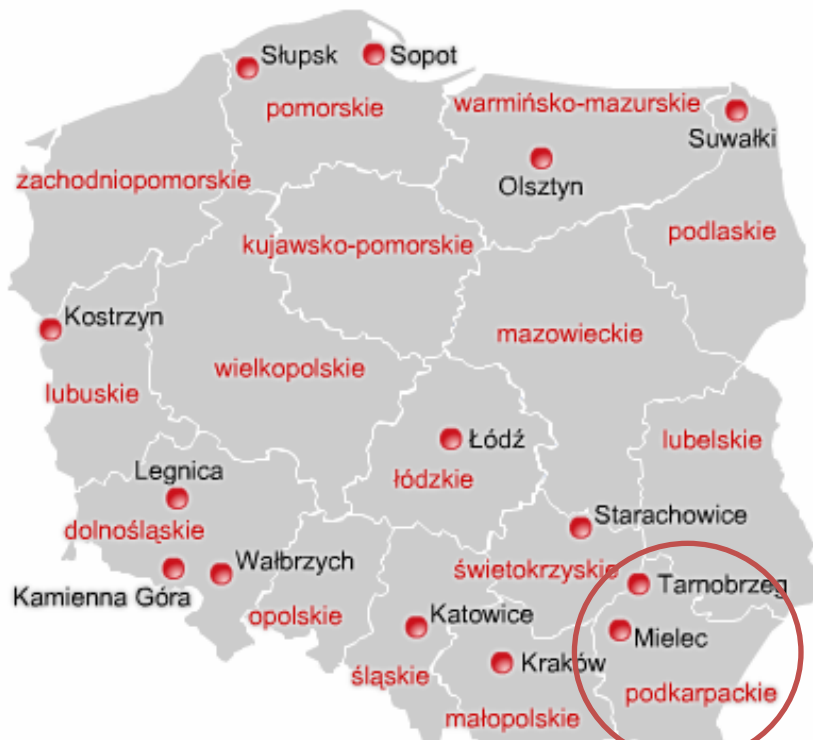 Słupsk
Sopot
pomorskie
warmińsko-mazurskie
Suwałki
zachodniopomorskie
Olsztyn
kujawsko-pomorskie
podlaskie
Kostrzyn
mazowieckie
wielkopolskie
lubuskie
Łódź
lubelskie
Legnica
łódzkie
dolnośląskie
Starachowice
Wałbrzych
świetokrzyskie
Tarnobrzeg
Kamienna Góra
opolskie
Katowice
Mielec
Kraków
śląskie
podkarpackie
małopolskie